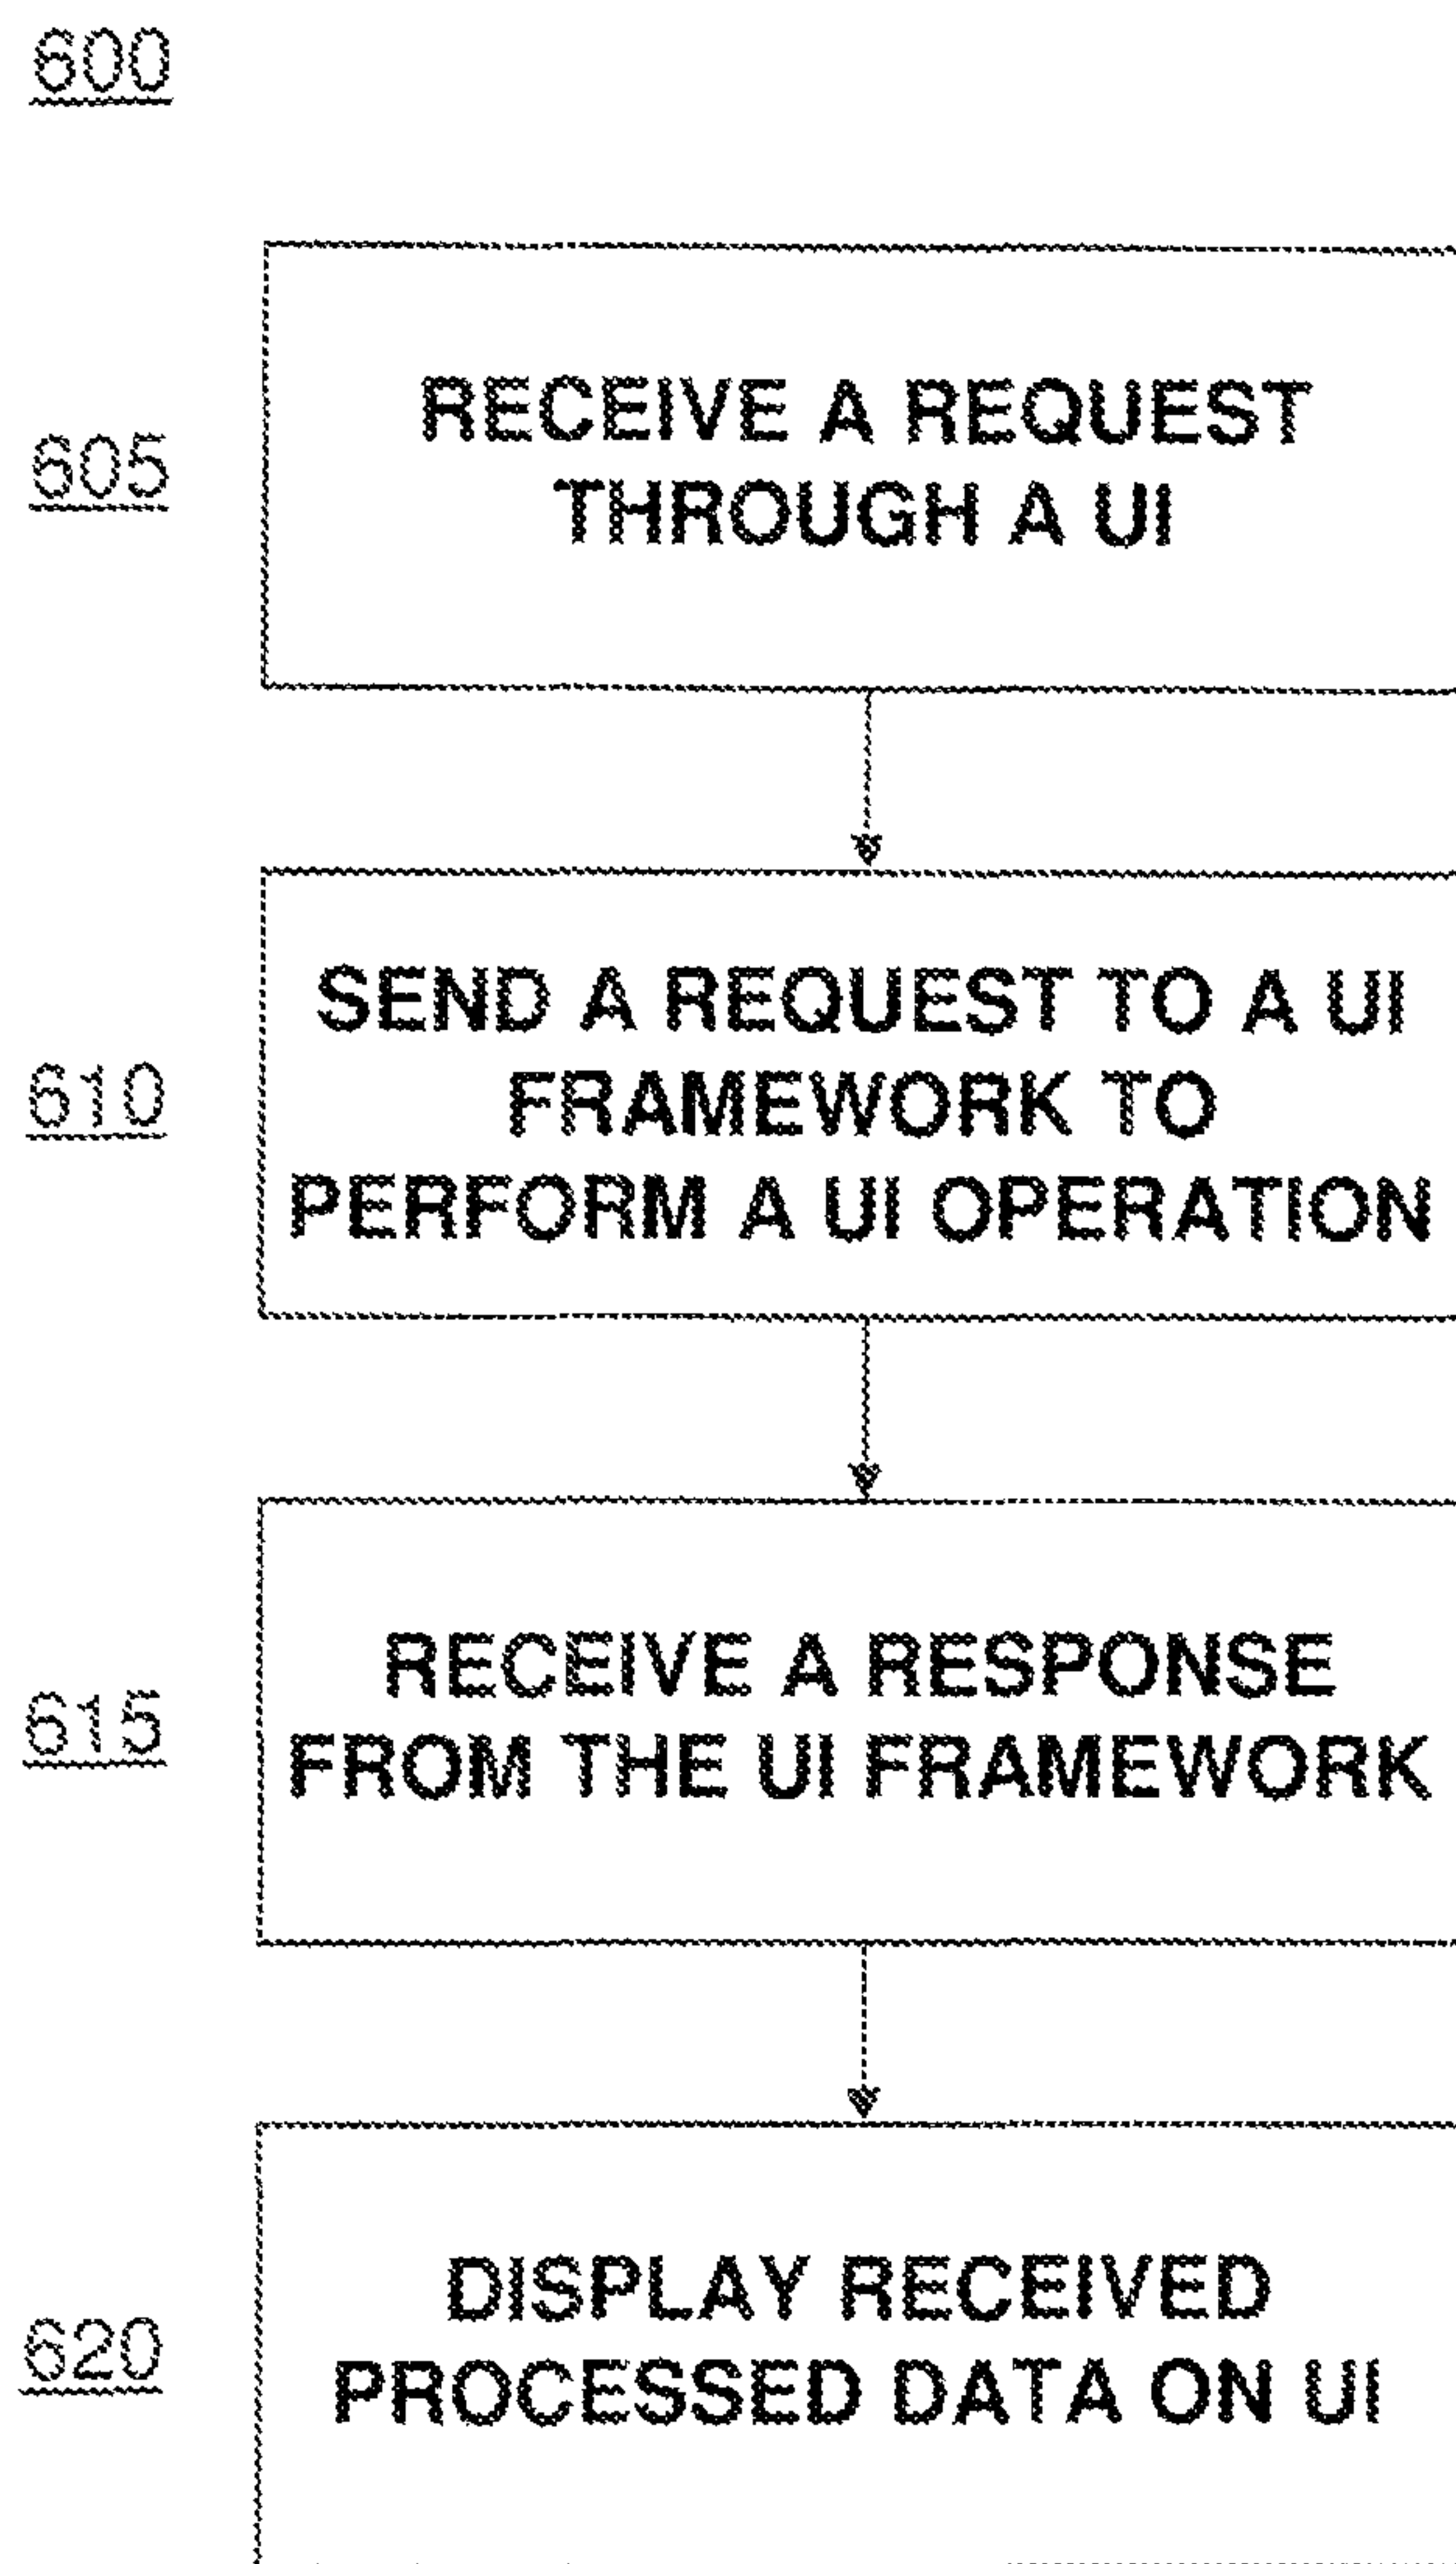 600
605
RECEIVE A REQUEST
THROUGH A UI
610
SEND A REQUEST TO A UI
FRAMEWORK TO
PERFORM A UI OPERATION
615
RECEIVE A RESPONSE
FROM THE UI FRAMEWORK
620
DISPLAY RECEIVED
PROCESSED DATA ON UI